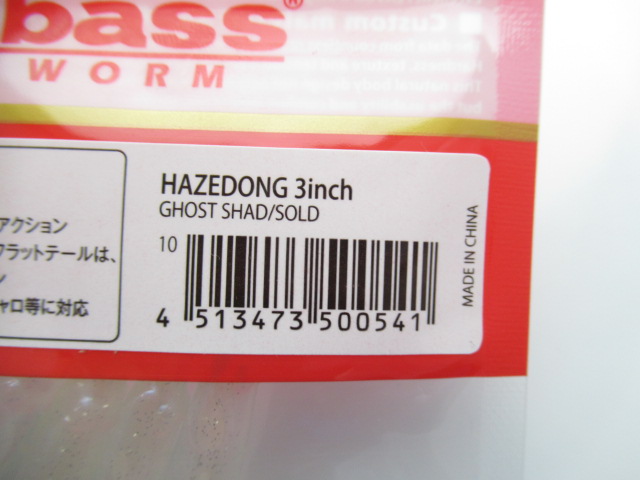 bass®
WORM
Custom
アクション
フラットテールは、
ン
ャロ等に対応
HAZEDONG 3inch
GHOST SHAD/SOLD
10
4 513473 500541
MADE IN CHINA